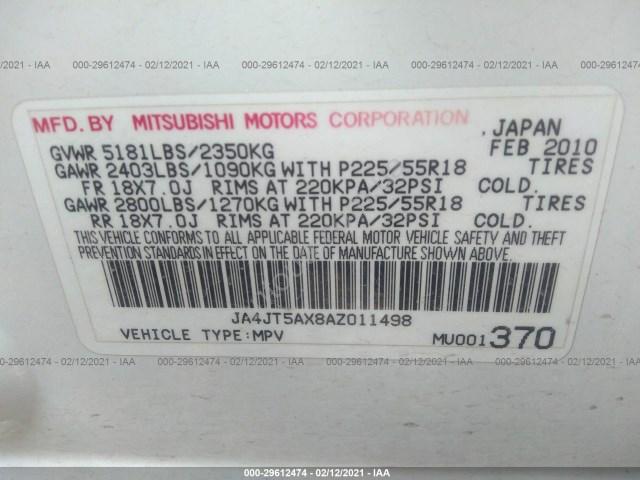 000-29612474 - 02/12/2021 - IAA
MFD. BY MITSUBISHI MOTORS CORPORATION , JAPAN
GVWR 5181LBS/2350KG FEB 2010
GAWR 2403LBS/1090KG WITH P225/55R18 TIRES
FR 18X7.0J RIMS AT 220KPA/32PSI COLD.
GAWR 2800LBS/1270KG WITH P225/55R18 TIRES
RR 18X7.0J RIMS AT 220KPA/32PSI COLD.
THIS VEHICLE CONFORMS TO ALL APPLICABLE FEDERAL MOTOR VEHICLE SAFETY AND THEFT
PREVENTION STANDARDS IN EFFECT ON THE DATE OF MANUFACTURE SHOWN ABOVE.
JA4JT5AX8AZ011498
VEHICLE TYPE:MPV MU001370
000-29612474 - 02/12/2021 - IAA